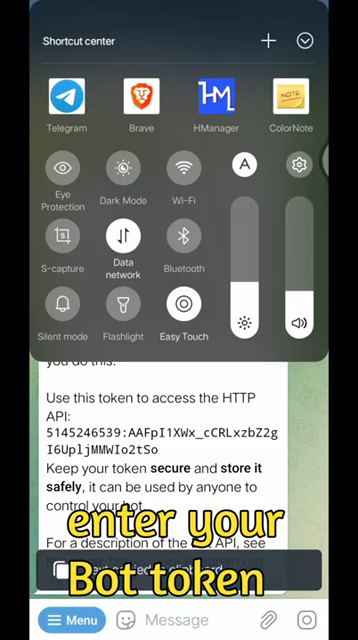 Shortcut center
Telegram
Brave
HManager
ColorNote
Eye
Protection
Dark Mode
Wi-Fi
A
S-capture
Data
network
Bluetooth
Silent mode
Flashlight
Easy Touch
you do this.
Use this token to access the HTTP
API:
5145246539:AAFpI1XWx_cCRLxzbZ2g
I6UpljMMWIo2tSo
Keep your token secure and store it
safely, it can be used by anyone to
control your bot
For a description of the API, see
enter your
Bot token
Menu
Message